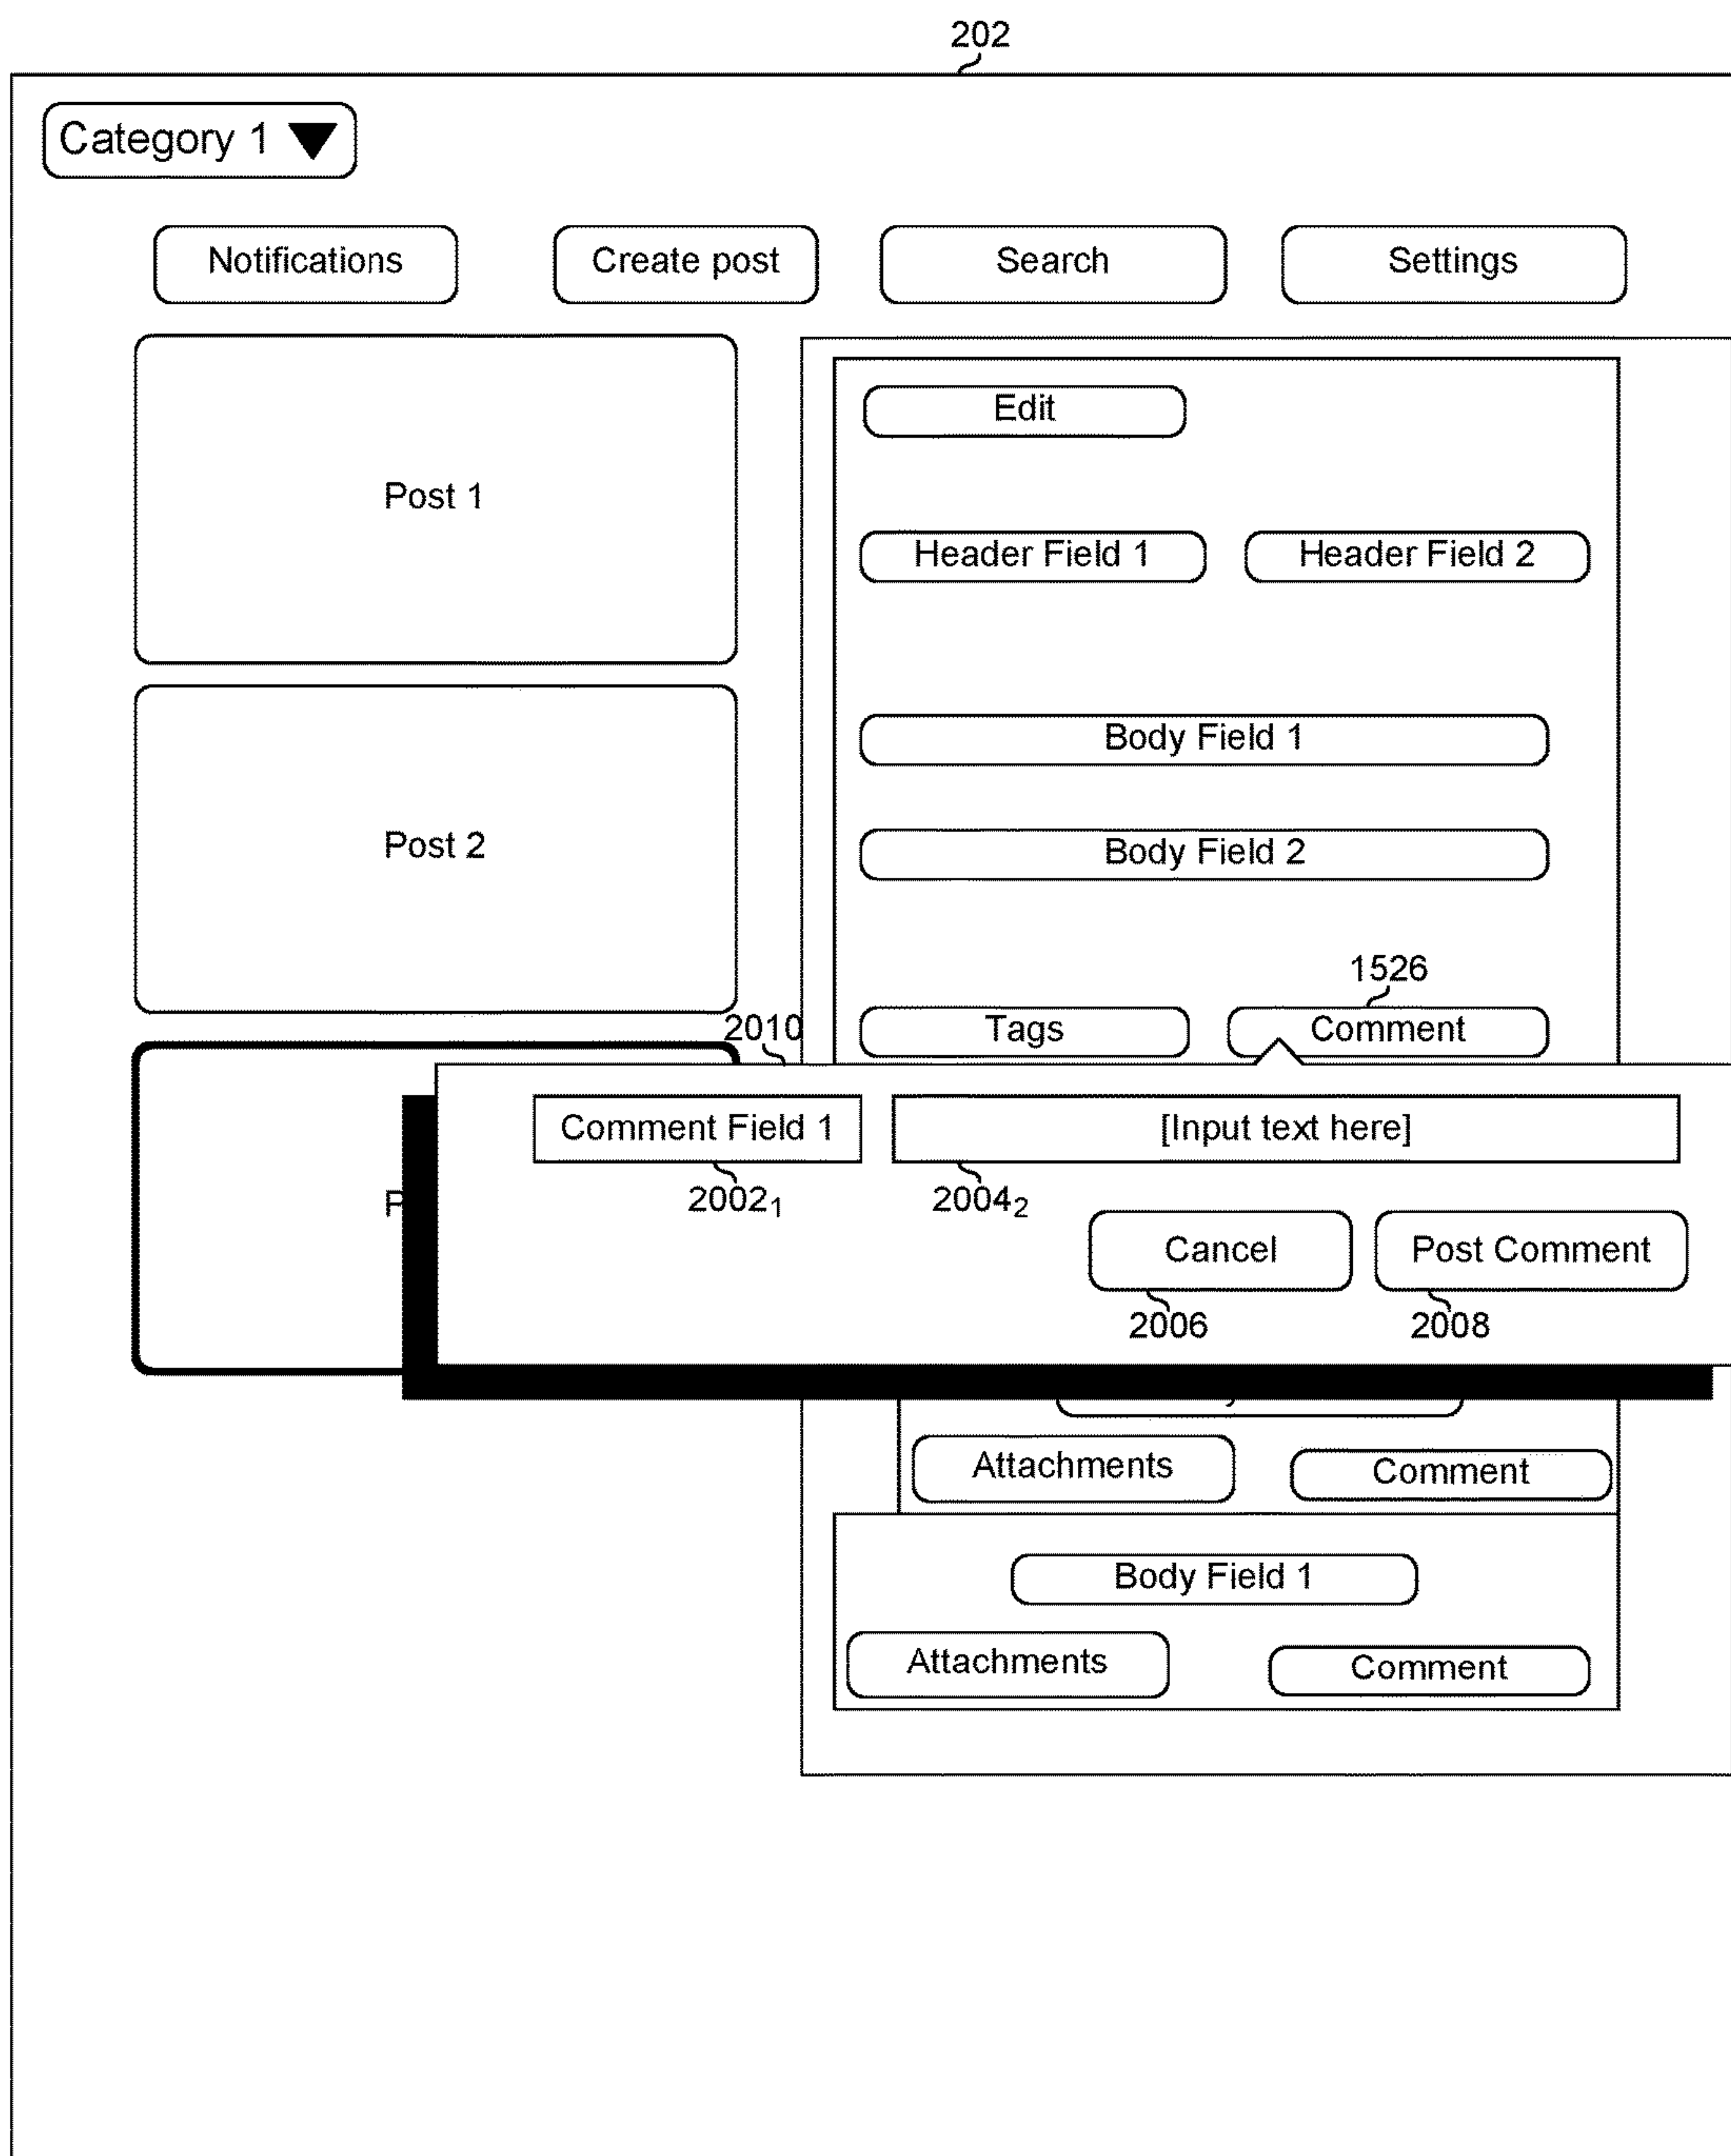 202
Category 1
Notifications Create post Search Settings
Post 1
Post 2
Edit
Header Field 1 Header Field 2
Body Field 1
Body Field 2
1526
Tags Comment
2010
Comment Field 1 [Input text here]
2002₁ 2004₂
Cancel Post Comment
2006 2008
Attachments Comment
Body Field 1
Attachments Comment